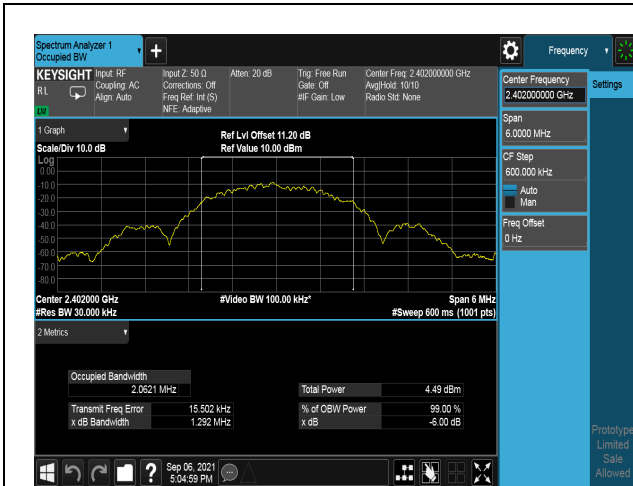 Spectrum Analyzer 1
Occupied BW
Frequency
KEYSIGHT Input: RF Input Z: 50 Ω Atten: 20 dB Trig: Free Run Center Freq: 2.402000000 GHz
Coupling: AC Corrections: Off Gate: Off Avg|Hold: 10/10
RL Align: Auto Freq Ref: Int (S) #IF Gain: Low Radio Std: None
NFE: Adaptive
Center Frequency
2.402000000 GHz
Settings
Span
6.0000 MHz
CF Step
600.000 kHz
Auto
Man
Freq Offset
0 Hz
1 Graph
Ref Lvl Offset 11.20 dB
Scale/Div 10.0 dB Ref Value 10.00 dBm
Log
0.00
-10.0
-20.0
-30.0
-40.0
-50.0
-60.0
-70.0
-80.0
Center 2.402000 GHz #Video BW 100.00 kHz* Span 6 MHz
#Res BW 30.000 kHz #Sweep 600 ms (1001 pts)
2 Metrics
Occupied Bandwidth
2.0621 MHz Total Power 4.49 dBm
Transmit Freq Error 15.502 kHz % of OBW Power 99.00 %
x dB Bandwidth 1.292 MHz x dB -6.00 dB
Prototype
Limited
Sale
Allowed
Sep 06, 2021
5:04:59 PM